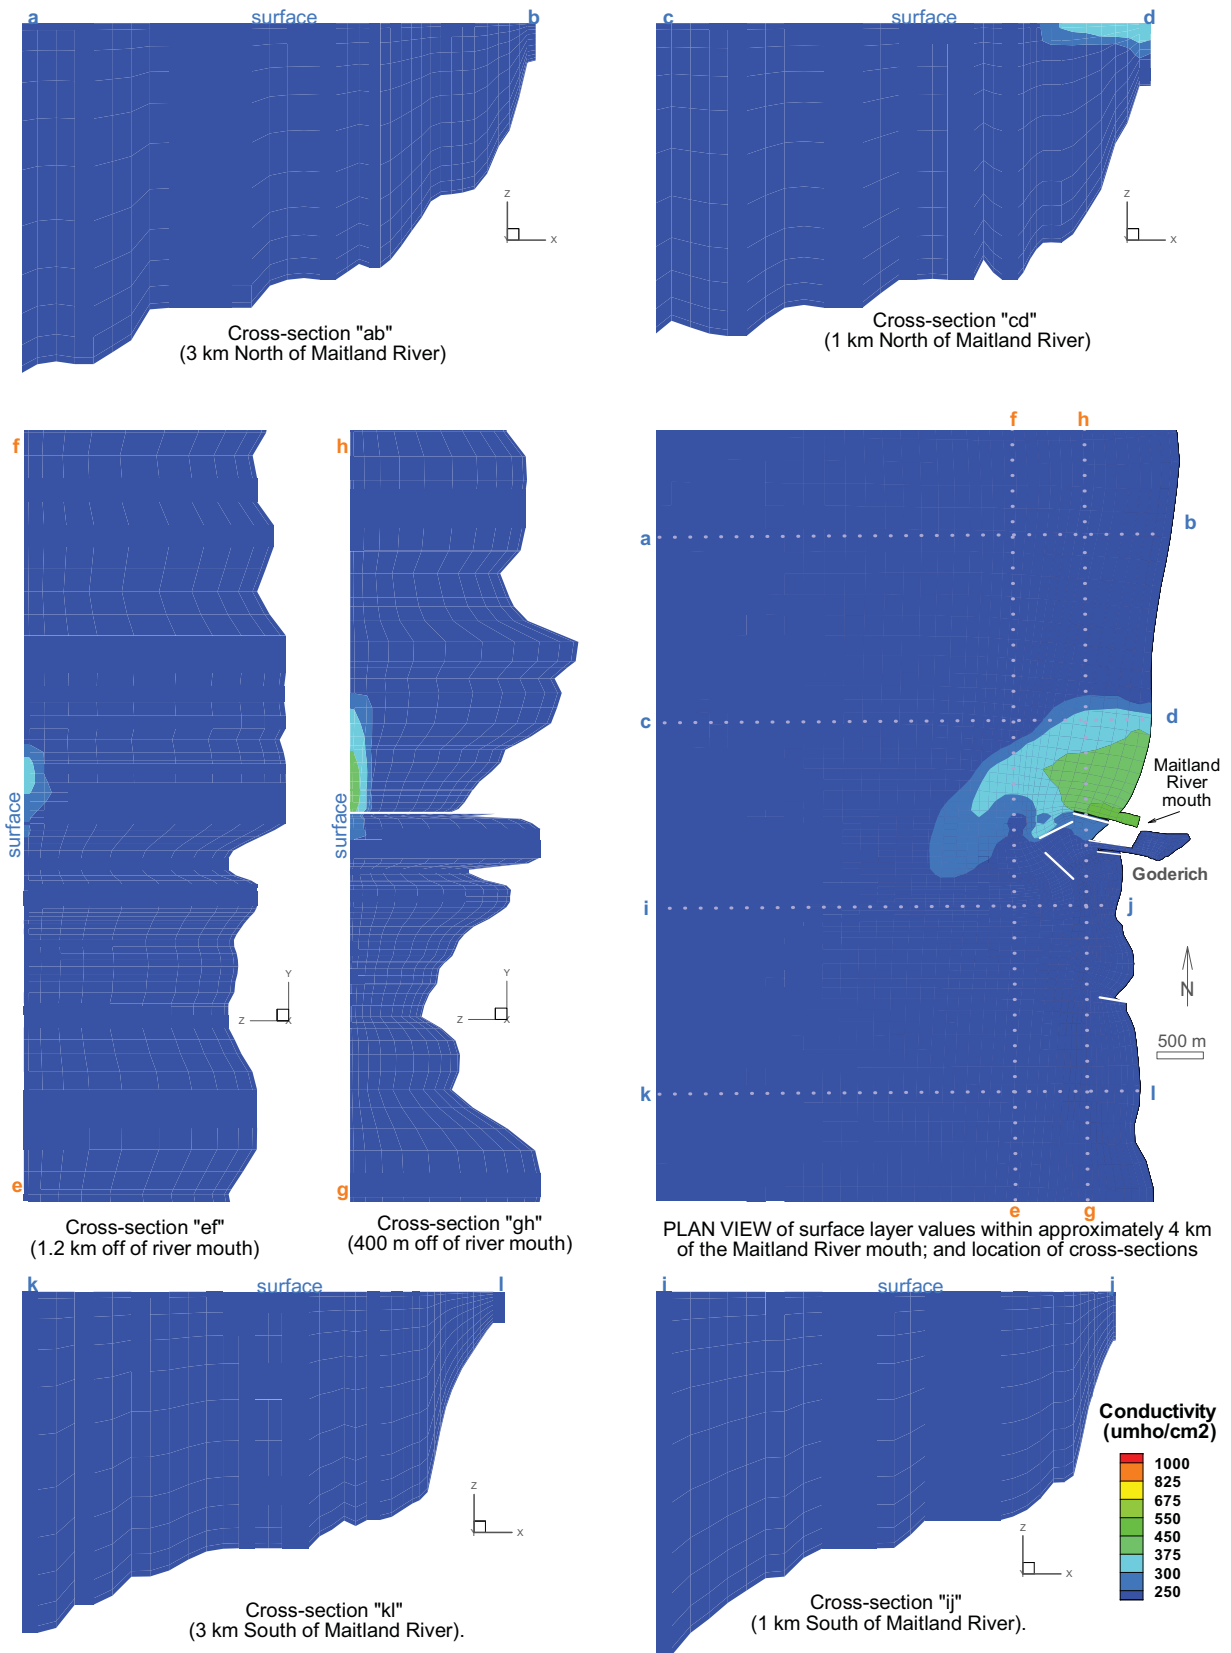 a
surface
b
Z
X
Y
Cross-section "ab"
(3 km North of Maitland River)
c
surface
d
Z
X
Y
Cross-section "cd"
(1 km North of Maitland River)
f
surface
e
Y
Z
X
Cross-section "ef"
(1.2 km off of river mouth)
h
surface
g
Y
Z
X
Cross-section "gh"
(400 m off of river mouth)
f
h
a
b
c
d
Maitland
River
mouth
Goderich
i
j
N
500 m
k
l
e
g
PLAN VIEW of surface layer values within approximately 4 km
of the Maitland River mouth; and location of cross-sections
k
surface
l
Z
X
Y
Cross-section "kl"
(3 km South of Maitland River).
i
surface
j
Z
X
Y
Cross-section "ij"
(1 km South of Maitland River).
Conductivity
(umho/cm2)
1000
825
675
550
450
375
300
250